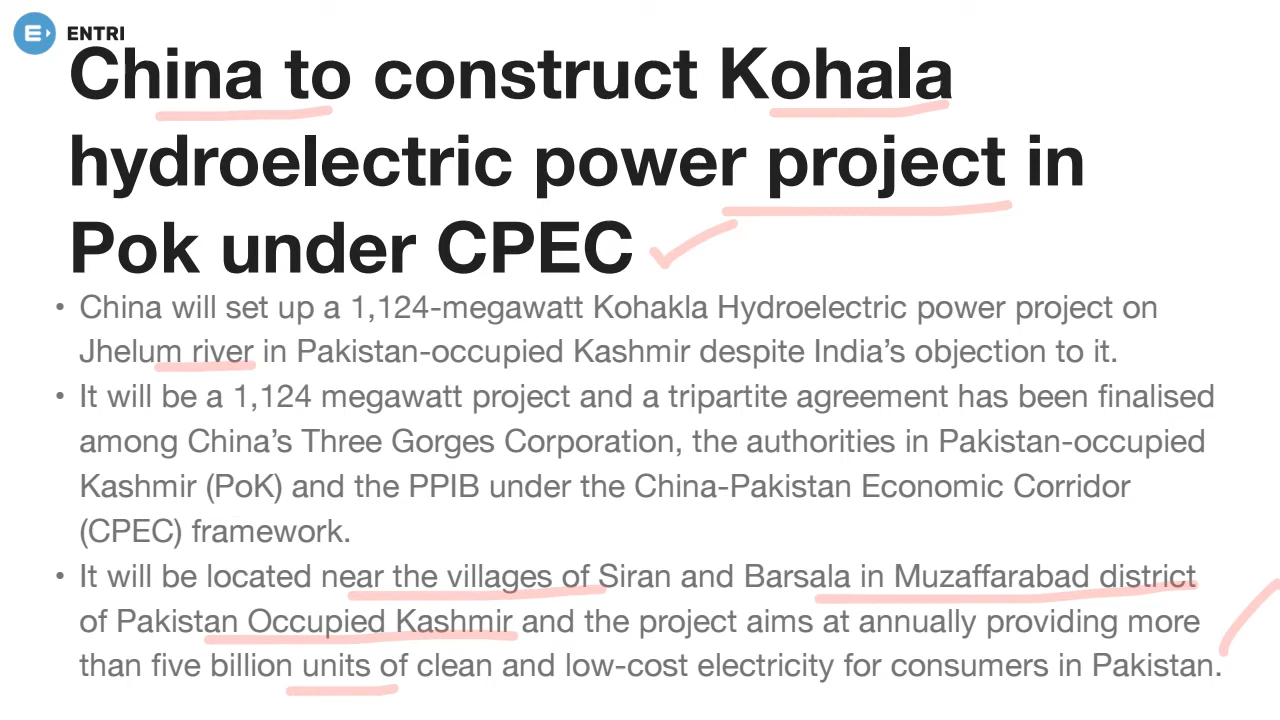 ENTRI
China to construct Kohala
hydroelectric power project in
Pok under CPEC
• China will set up a 1,124-megawatt Kohakla Hydroelectric power project on
Jhelum river in Pakistan-occupied Kashmir despite India’s objection to it.
• It will be a 1,124 megawatt project and a tripartite agreement has been finalised
among China’s Three Gorges Corporation, the authorities in Pakistan-occupied
Kashmir (PoK) and the PPIB under the China-Pakistan Economic Corridor
(CPEC) framework.
• It will be located near the villages of Siran and Barsala in Muzaffarabad district
of Pakistan Occupied Kashmir and the project aims at annually providing more
than five billion units of clean and low-cost electricity for consumers in Pakistan.